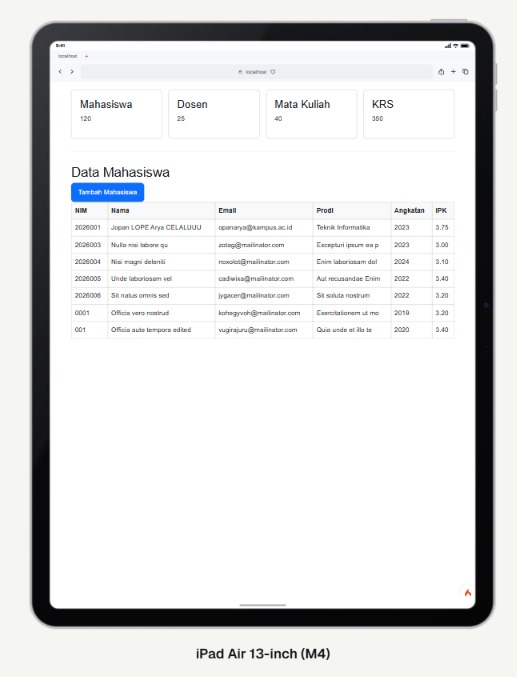 9:41
localhost +
localhost
Mahasiswa Dosen Mata Kuliah KRS
120 25 40 350
Data Mahasiswa
Tambah Mahasiswa
NIM Nama Email Prodi Angkatan IPK
2026001 Jopan LOPE Arya CELALUUU opanarya@kampus.ac.id Teknik Informatika 2023 3.75
2026003 Nulla nisi labore qu zotag@mailinator.com Excepturi ipsum ea p 2023 3.00
2026004 Nisi magni deleniti noxolot@mailinator.com Enim laboriosam dol 2024 3.10
2026005 Unde laboriosam vel cadiwixa@mailinator.com Aut recusandae Enim 2022 3.40
2026006 Sit natus omnis sed jygacer@mailinator.com Sit soluta nostrum 2022 3.20
0001 Officia vero nostrud kohegyvoh@mailinator.com Exercitationem ut mo 2019 3.20
001 Officia aute tempora edited vugirajuru@mailinator.com Quia unde et illo te 2020 3.40
iPad Air 13-inch (M4)